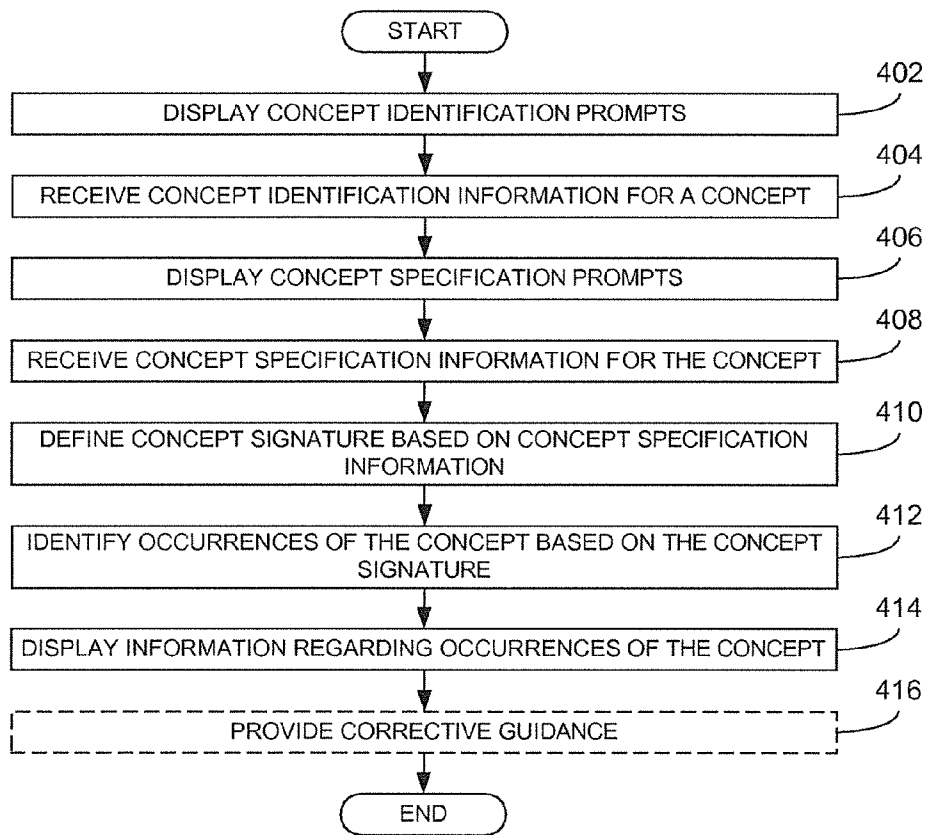 START
402
DISPLAY CONCEPT IDENTIFICATION PROMPTS
404
RECEIVE CONCEPT IDENTIFICATION INFORMATION FOR A CONCEPT
406
DISPLAY CONCEPT SPECIFICATION PROMPTS
408
RECEIVE CONCEPT SPECIFICATION INFORMATION FOR THE CONCEPT
410
DEFINE CONCEPT SIGNATURE BASED ON CONCEPT SPECIFICATION
INFORMATION
412
IDENTIFY OCCURRENCES OF THE CONCEPT BASED ON THE CONCEPT
SIGNATURE
414
DISPLAY INFORMATION REGARDING OCCURRENCES OF THE CONCEPT
416
PROVIDE CORRECTIVE GUIDANCE
END